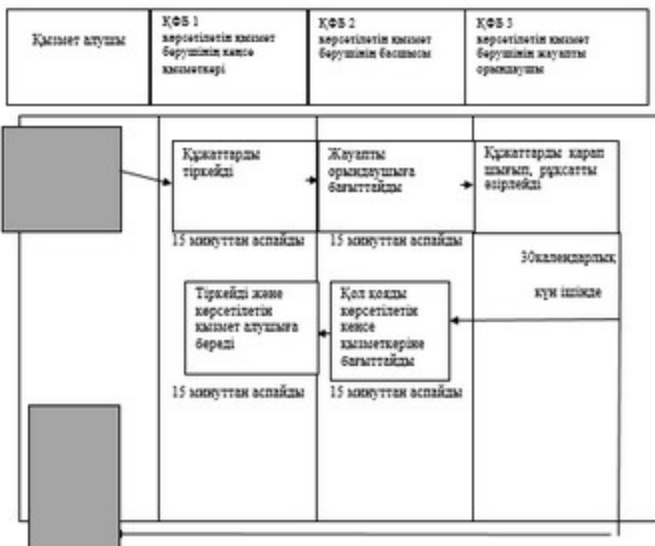 Қызмет алушы
ҚФБ 1
көрсетілетін қызмет
берушінің кеңсе
қызметкері
ҚФБ 2
көрсетілетін қызмет
берушінің басшысы
ҚФБ 3
көрсетілетін қызмет
берушінің жауапты
орындаушы
Құжаттарды
тіркейді
Жауапты
орындаушыға
бағыттайды
Құжаттарды қарап
шығып, рұқсатты
әзірлейді
15 минуттан аспайды
15 минуттан аспайды
30календарлық
күн ішінде
Тіркейді және
көрсетілетін
қызмет алушыға
береді
Қол қояды
көрсетілетін
кеңсе
қызметкеріне
бағыттайды
15 минуттан аспайды
15 минуттан аспайды